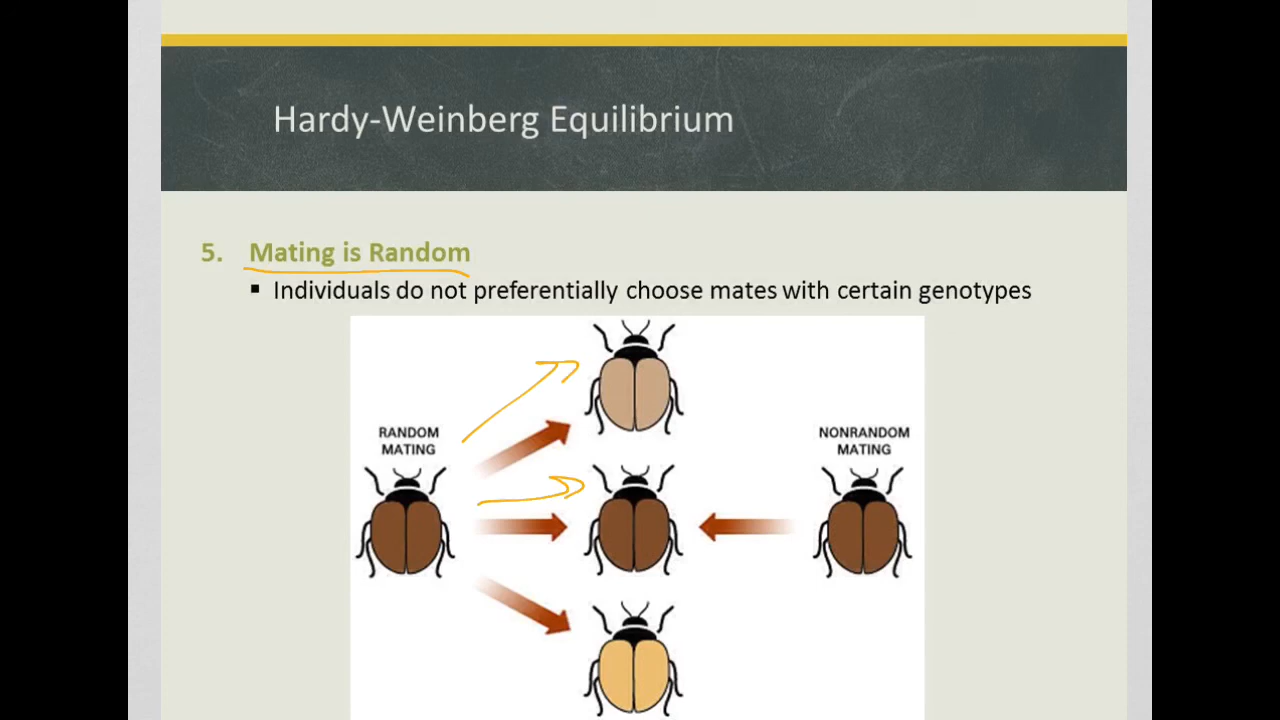 Hardy-Weinberg Equilibrium
5. Mating is Random
▪ Individuals do not preferentially choose mates with certain genotypes
RANDOM
MATING
NONRANDOM
MATING